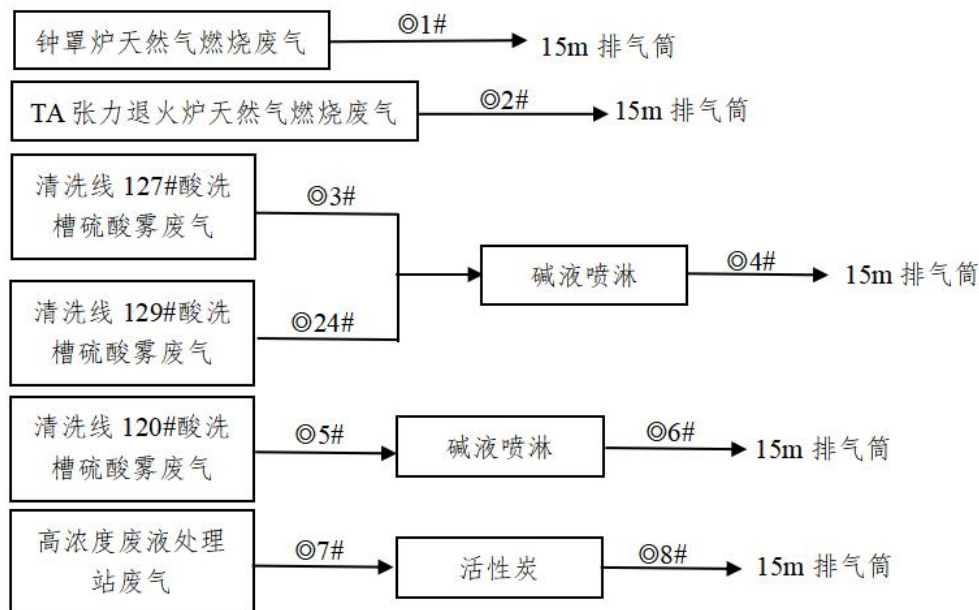 钟罩炉天然气燃烧废气
◎1#
15m 排气筒
TA 张力退火炉天然气燃烧废气
◎2#
15m 排气筒
清洗线 127#酸洗
槽硫酸雾废气
◎3#
碱液喷淋
◎4#
15m 排气筒
清洗线 129#酸洗
槽硫酸雾废气
◎24#
清洗线 120#酸洗
槽硫酸雾废气
◎5#
碱液喷淋
◎6#
15m 排气筒
高浓度废液处理
站废气
◎7#
活性炭
◎8#
15m 排气筒